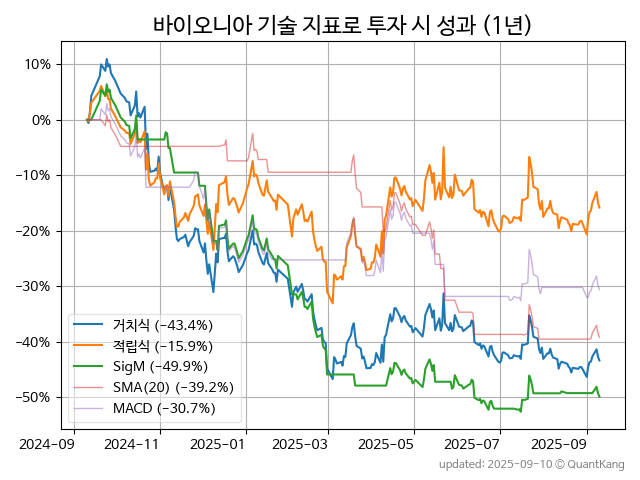 바이오니아 기술 지표로 투자 시 성과 (1년)
10%
0%
−10%
−20%
−30%
−40%
−50%
거치식 (−43.4%)
적립식 (−15.9%)
SigM (−49.9%)
SMA(20) (−39.2%)
MACD (−30.7%)
2024-09
2024-11
2025-01
2025-03
2025-05
2025-07
2025-09
updated: 2025-09-10 © QuantKang